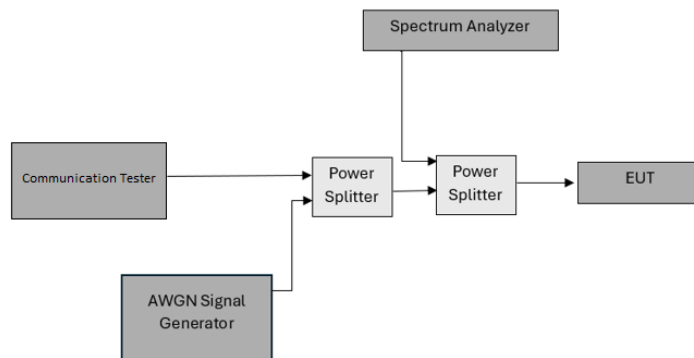 Spectrum Analyzer
Communication Tester
Power
Splitter
Power
Splitter
EUT
AWGN Signal
Generator